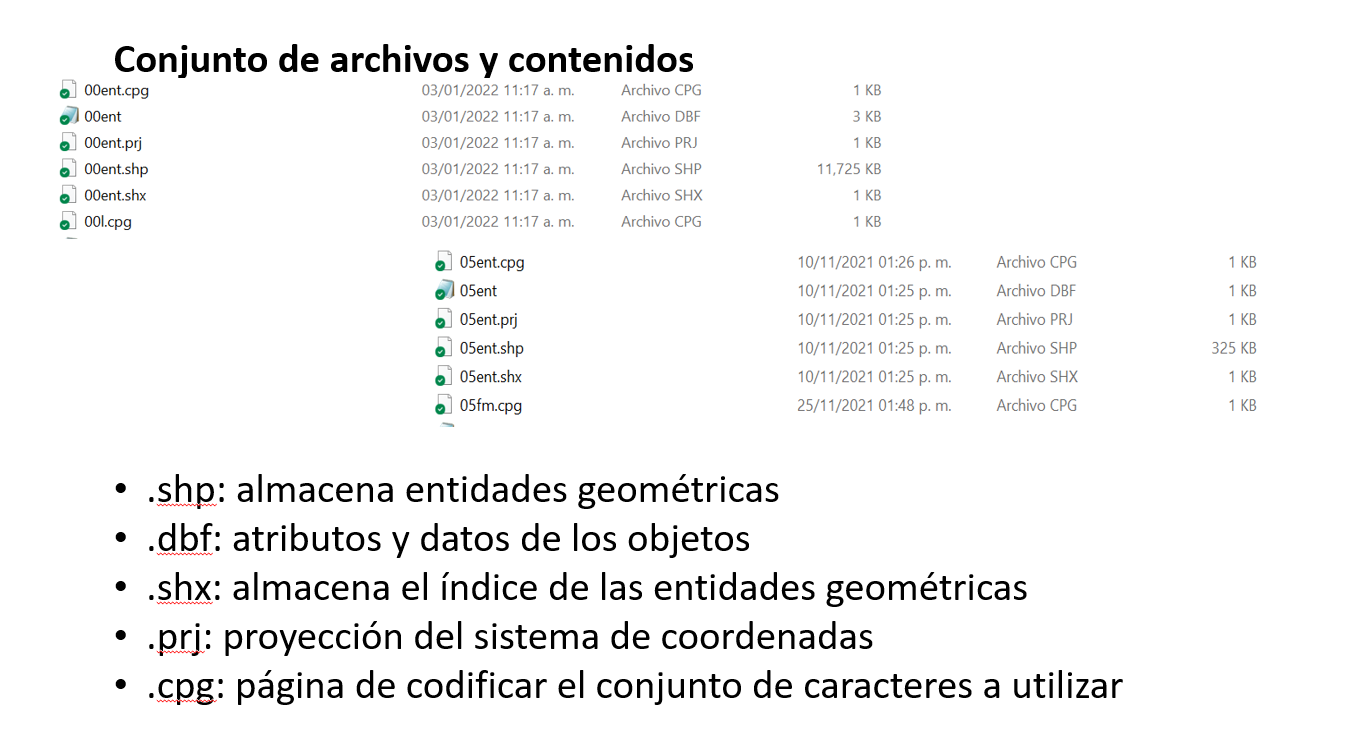 Conjunto de archivos y contenidos
00ent.cpg 03/01/2022 11:17 a. m. Archivo CPG 1 KB
00ent 03/01/2022 11:17 a. m. Archivo DBF 3 KB
00ent.prj 03/01/2022 11:17 a. m. Archivo PRJ 1 KB
00ent.shp 03/01/2022 11:17 a. m. Archivo SHP 11,725 KB
00ent.shx 03/01/2022 11:17 a. m. Archivo SHX 1 KB
00l.cpg 03/01/2022 11:17 a. m. Archivo CPG 1 KB
05ent.cpg 10/11/2021 01:26 p. m. Archivo CPG 1 KB
05ent 10/11/2021 01:25 p. m. Archivo DBF 1 KB
05ent.prj 10/11/2021 01:25 p. m. Archivo PRJ 1 KB
05ent.shp 10/11/2021 01:25 p. m. Archivo SHP 325 KB
05ent.shx 10/11/2021 01:25 p. m. Archivo SHX 1 KB
05fm.cpg 25/11/2021 01:48 p. m. Archivo CPG 1 KB
• .shp: almacena entidades geométricas
• .dbf: atributos y datos de los objetos
• .shx: almacena el índice de las entidades geométricas
• .prj: proyección del sistema de coordenadas
• .cpg: página de codificar el conjunto de caracteres a utilizar